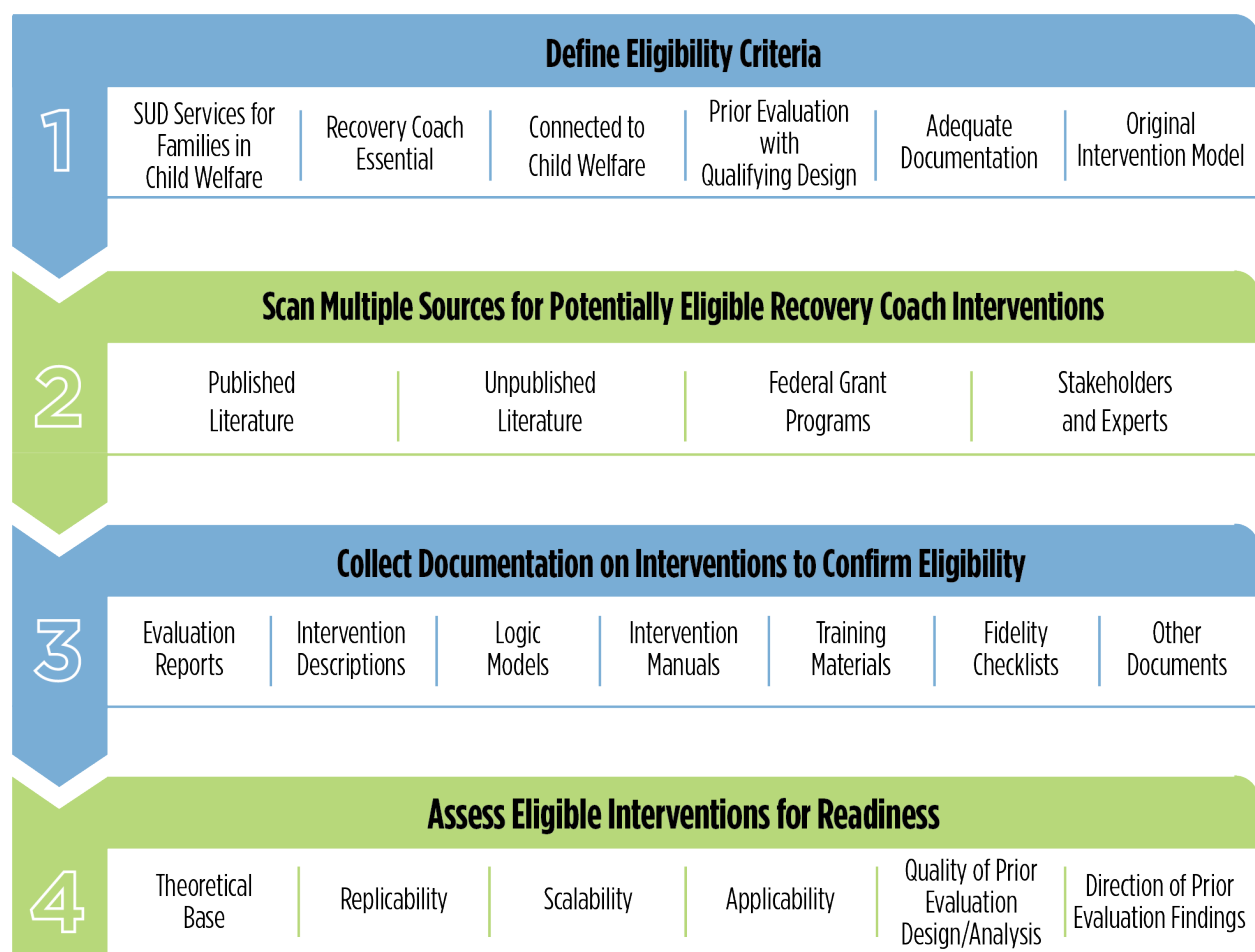 1
Define Eligibility Criteria
SUD Services for
Families in
Child Welfare
Recovery Coach
Essential
Connected to
Child Welfare
Prior Evaluation
with
Qualifying Design
Adequate
Documentation
Original
Intervention Model
2
Scan Multiple Sources for Potentially Eligible Recovery Coach Interventions
Published
Literature
Unpublished
Literature
Federal Grant
Programs
Stakeholders
and Experts
3
Collect Documentation on Interventions to Confirm Eligibility
Evaluation
Reports
Intervention
Descriptions
Logic
Models
Intervention
Manuals
Training
Materials
Fidelity
Checklists
Other
Documents
4
Assess Eligible Interventions for Readiness
Theoretical
Base
Replicability
Scalability
Applicability
Quality of Prior
Evaluation
Design/Analysis
Direction of Prior
Evaluation Findings